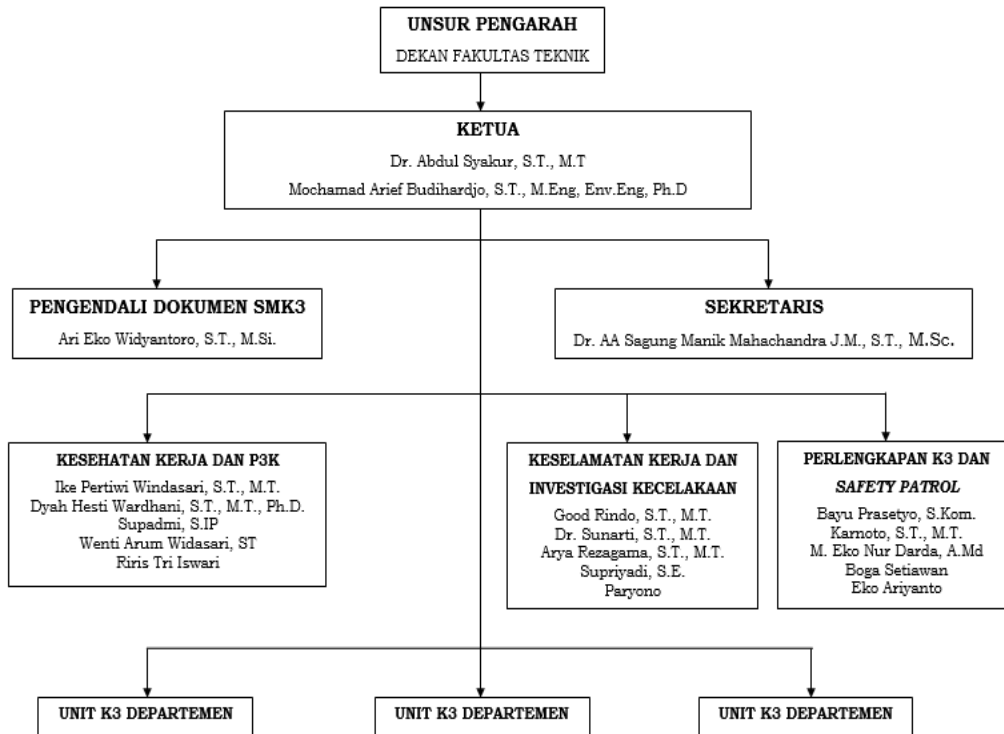 UNSUR PENGARAH
DEKAN FAKULTAS TEKNIK
KETUA
Dr. Abdul Syakur, S.T., M.T
Mochamad Arief Budihardjo, S.T., M.Eng, Env.Eng, Ph.D
PENGENDALI DOKUMEN SMK3
Ari Eko Widyantoro, S.T., M.Si.
SEKRETARIS
Dr. AA Sagung Manik Mahachandra J.M., S.T., M.Sc.
KESEHATAN KERJA DAN P3K
Ike Pertiwi Windasari, S.T., M.T.
Dyah Hesti Wardhani, S.T., M.T., Ph.D.
Supadmi, S.IP
Wenti Arum Widasari, ST
Riris Tri Iswari
KESELAMATAN KERJA DAN
INVESTIGASI KECELAKAAN
Good Rindo, S.T., M.T.
Dr. Sunarti, S.T., M.T.
Arya Rezagama, S.T., M.T.
Supriyadi, S.E.
Paryono
PERLENGKAPAN K3 DAN
SAFETY PATROL
Bayu Prasetyo, S.Kom.
Karnoto, S.T., M.T.
M. Eko Nur Darda, A.Md
Boga Setiawan
Eko Ariyanto
UNIT K3 DEPARTEMEN
UNIT K3 DEPARTEMEN
UNIT K3 DEPARTEMEN